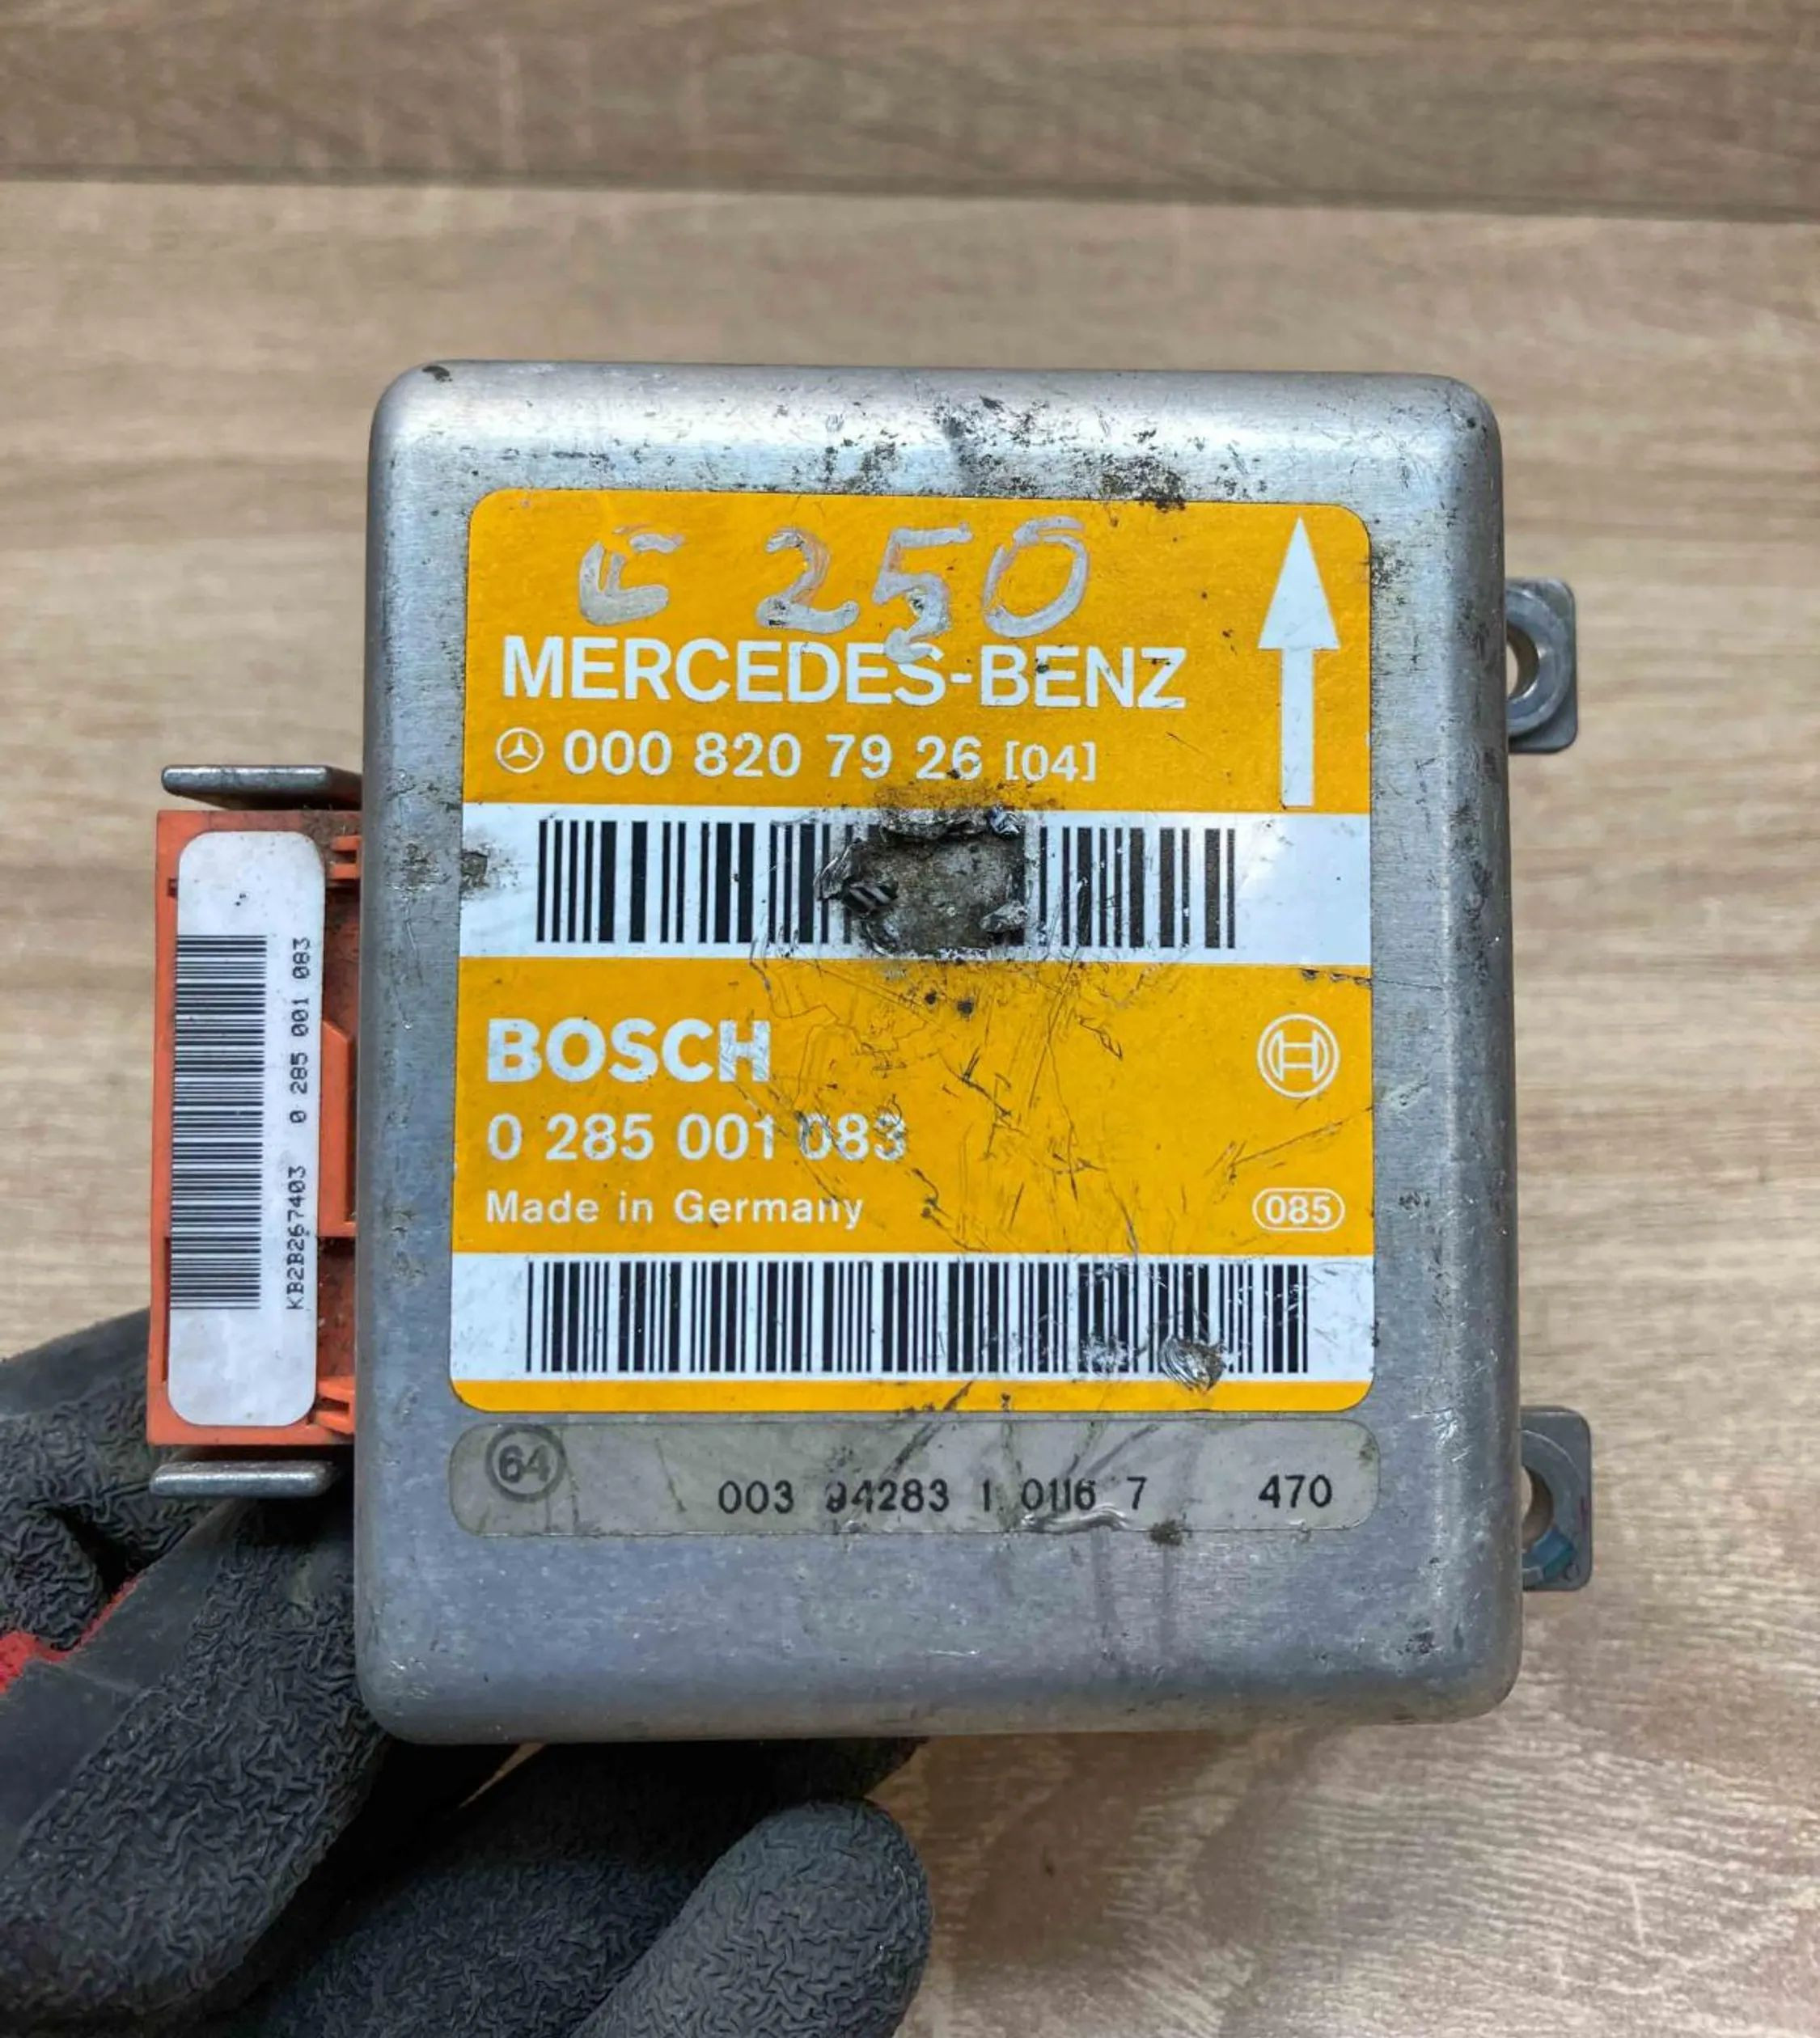 C 250
2
MERCEDES-BENZ
000 820 79 26 [04]
BOSCH
0 285 001 083
Made in Germany
085
64
003 94283 1 0116 7 470
KB2B267403 0 285 001 083